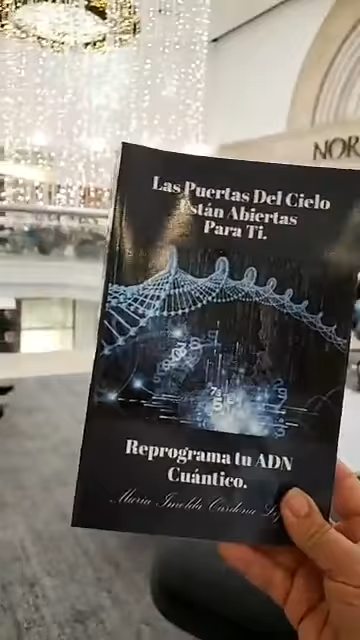 NOR
Las Puertas Del Cielo
Están Abiertas
Para Ti.
Reprograma tu ADN
Cuántico.
Maria Imelda Cardona